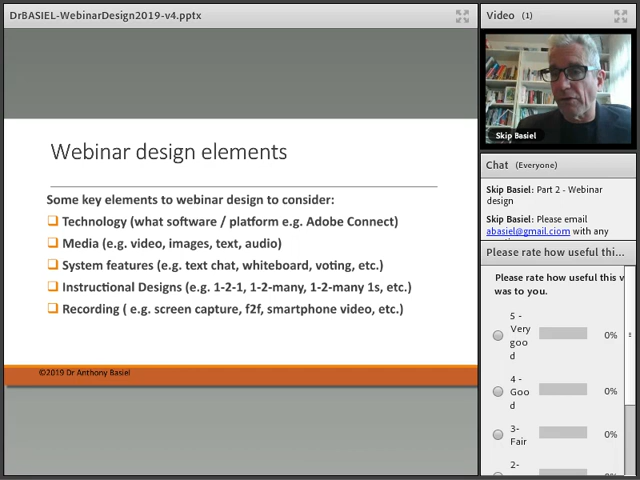 DrBASIEL-WebinarDesign2019-v4.pptx
Webinar design elements
Some key elements to webinar design to consider:
Technology (what software / platform e.g. Adobe Connect)
Media (e.g. video, images, text, audio)
System features (e.g. text chat, whiteboard, voting, etc.)
Instructional Designs (e.g. 1-2-1, 1-2-many, 1-2-many 1s, etc.)
Recording ( e.g. screen capture, f2f, smartphone video, etc.)
©2019 Dr Anthony Basiel
Video (1)
Skip Basiel
Chat (Everyone)
Skip Basiel: Part 2 - Webinar
design
Skip Basiel: Please email
abasiel@gmail.ciom with any
Please rate how useful thi...
Please rate how useful this v
was to you.
5 -
Very
goo
d
0%
4 -
Goo
d
0%
3-
Fair
0%
2-
0%